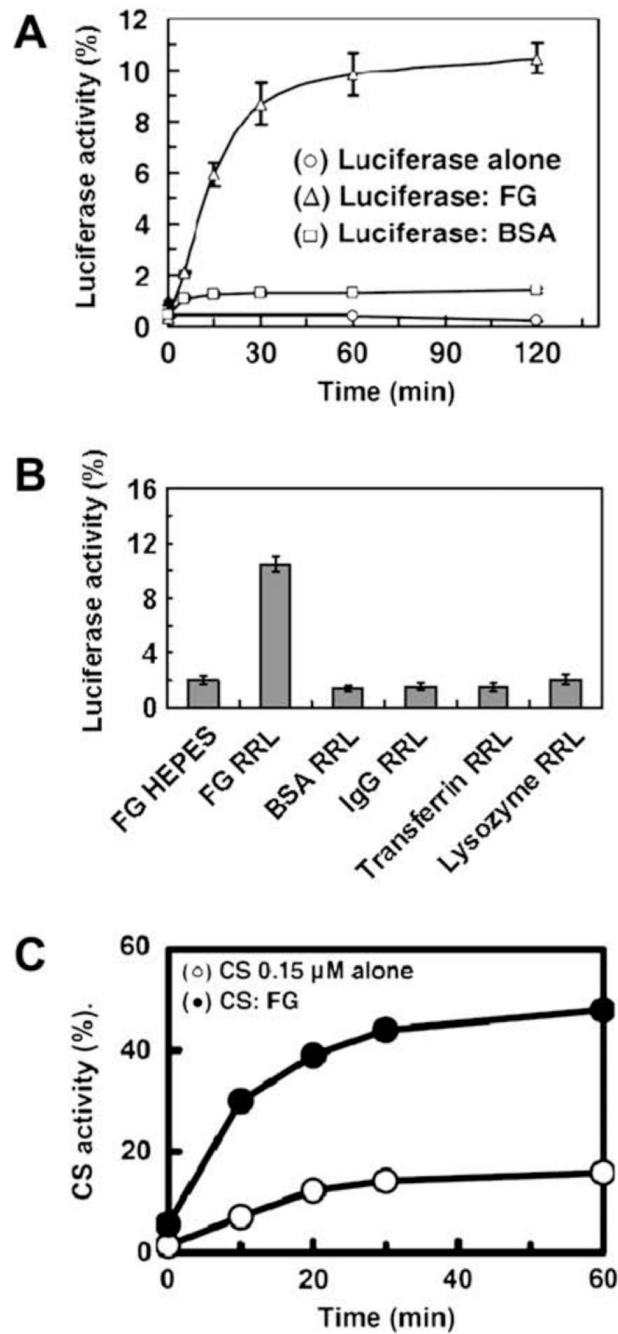 A
Luciferase activity (%)
12
10
8
6
4
2
0
(○) Luciferase alone
(△) Luciferase: FG
(□) Luciferase: BSA
0 30 60 90 120
Time (min)
B
Luciferase activity (%)
16
12
8
4
0
FG HEPES
FG RRL
BSA RRL
IgG RRL
Transferrin RRL
Lysozyme RRL
C
CS activity (%).
60
40
20
0
(○) CS 0.15 µM alone
(●) CS: FG
0 20 40 60
Time (min)